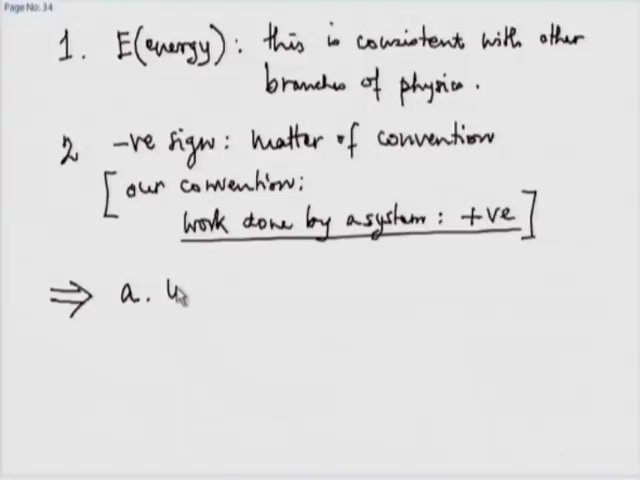 Page No: 34
1. E(energy): this is consistent with other
branches of physics.
2 -ve sign: matter of convention
[our convention:
work done by a system: +ve]
⇒ a.